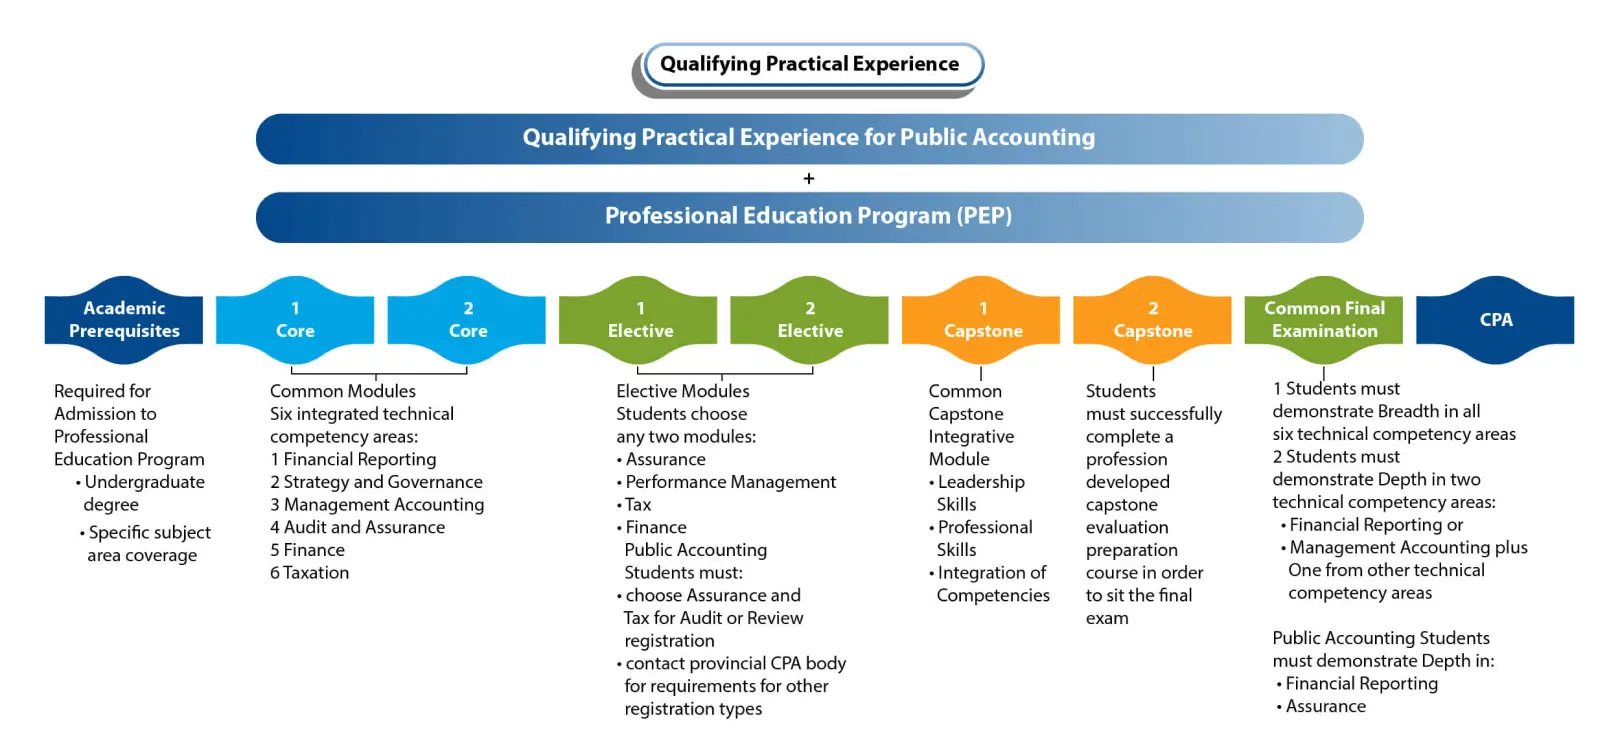 Qualifying Practical Experience
Qualifying Practical Experience for Public Accounting
+
Professional Education Program (PEP)
Academic
Prerequisites
1
Core
2
Core
1
Elective
2
Elective
1
Capstone
2
Capstone
Common Final
Examination
CPA
Required for
Admission to
Professional
Education Program
• Undergraduate
degree
• Specific subject
area coverage
Common Modules
Six integrated technical
competency areas:
1 Financial Reporting
2 Strategy and Governance
3 Management Accounting
4 Audit and Assurance
5 Finance
6 Taxation
Elective Modules
Students choose
any two modules:
• Assurance
• Performance Management
• Tax
• Finance
Public Accounting
Students must:
• choose Assurance and
Tax for Audit or Review
registration
• contact provincial CPA body
for requirements for other
registration types
Common
Capstone
Integrative
Module
• Leadership
Skills
• Professional
Skills
• Integration of
Competencies
Students
must successfully
complete a
profession
developed
capstone
evaluation
preparation
course in order
to sit the final
exam
1 Students must
demonstrate Breadth in all
six technical competency areas
2 Students must
demonstrate Depth in two
technical competency areas:
• Financial Reporting or
• Management Accounting plus
One from other technical
competency areas
Public Accounting Students
must demonstrate Depth in:
• Financial Reporting
• Assurance